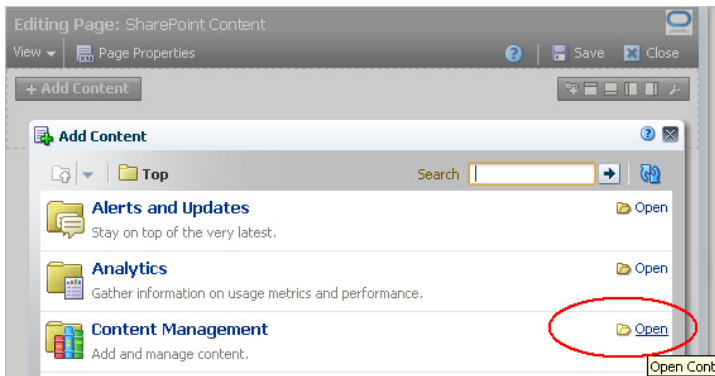 Editing Page: SharePoint Content
View Page Properties Save Close
+ Add Content
Add Content
Top Search
Alerts and Updates Open
Stay on top of the very latest.
Analytics Open
Gather information on usage metrics and performance.
Content Management Open
Add and manage content.
Open Cont